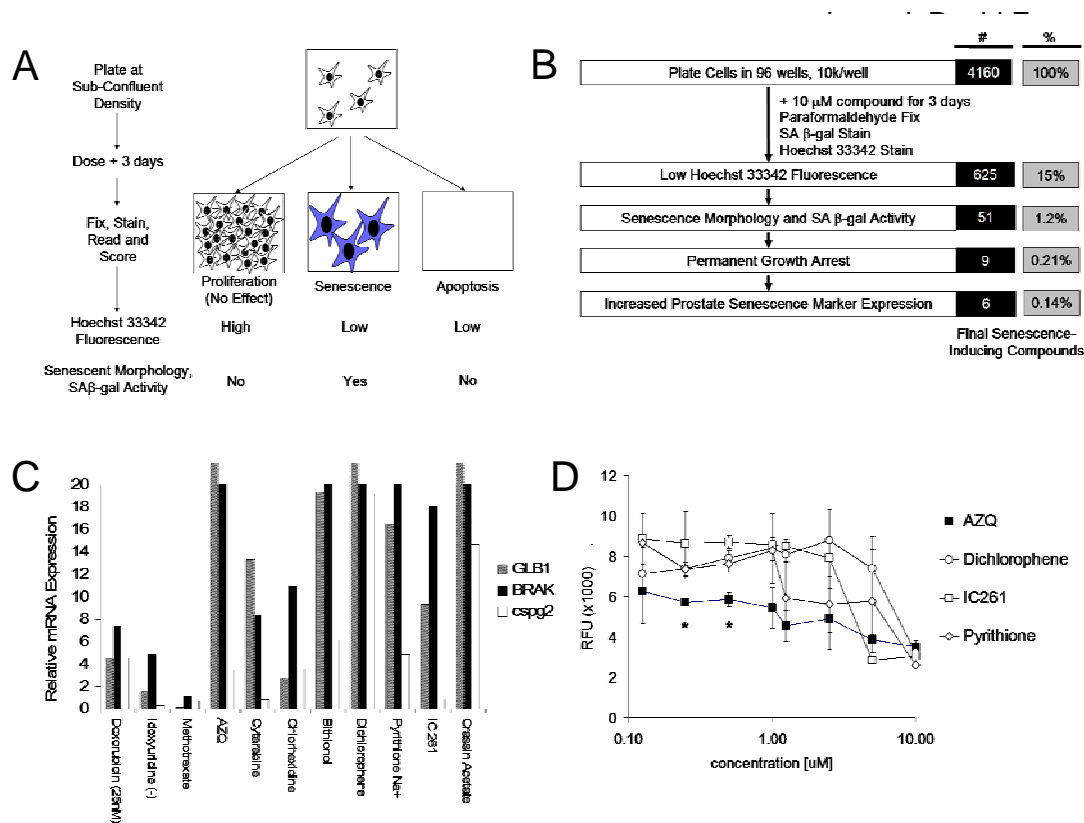 A
Plate at
Sub-Confluent
Density
Dose + 3 days
Fix, Stain,
Read and
Score
Hoechst 33342
Fluorescence
Senescent Morphology,
SAβ-gal Activity
Proliferation
(No Effect)
Senescence
Apoptosis
High
Low
Low
No
Yes
No
B
# %
Plate Cells in 96 wells, 10k/well 4160 100%
+ 10 μM compound for 3 days
Paraformaldehyde Fix
SA β-gal Stain
Hoechst 33342 Stain
Low Hoechst 33342 Fluorescence 625 15%
Senescence Morphology and SA β-gal Activity 51 1.2%
Permanent Growth Arrest 9 0.21%
Increased Prostate Senescence Marker Expression 6 0.14%
Final Senescence-
Inducing Compounds
C
Relative mRNA Expression
20
18
16
14
12
10
8
6
4
2
0
GLB1
BRAK
cspg2
Doxorubicin (25nM)
Idoxyuridine (-)
Methotrexate
AZQ
Cytarabine
Chlorhexidine
Bithionol
Dichlorophene
Pyrithione Na+
IC 261
Crassin Acetate
D
RFU (x1000)
12
10
8
6
4
2
0
* *
0.10 1.00 10.00
concentration [uM]
AZQ
Dichlorophene
IC261
Pyrithione